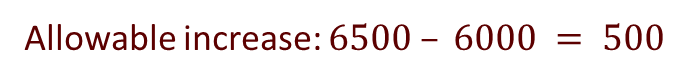 Allowable increase: 6500 – 6000 = 500